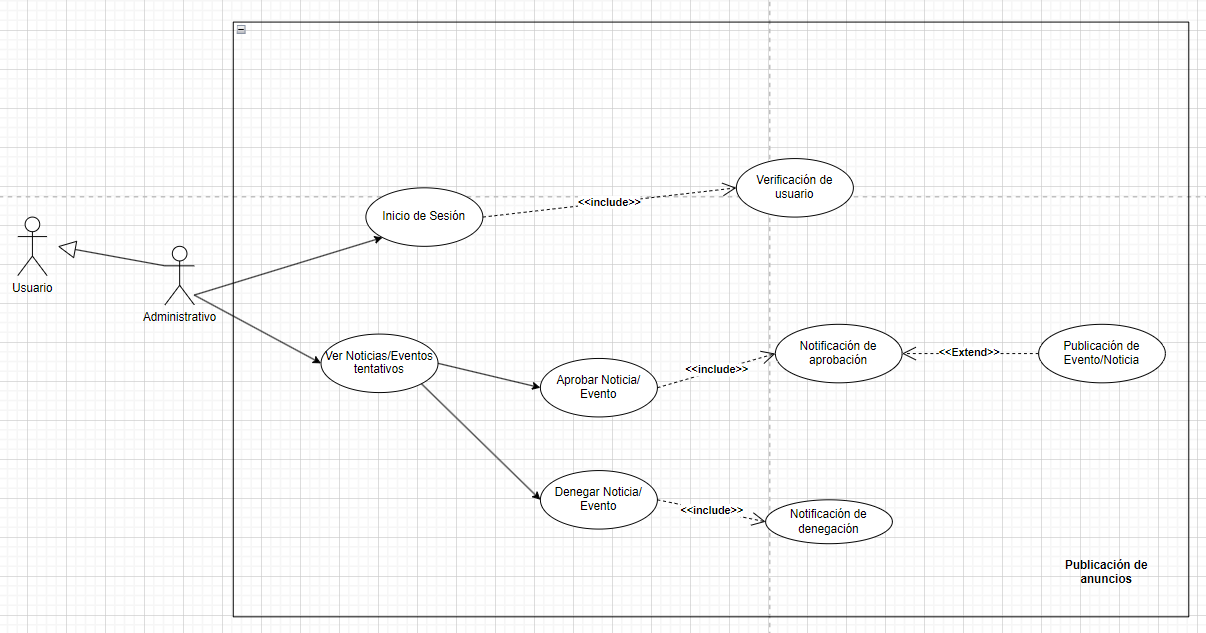 Verificación de
usuario
<<include>>
Inicio de Sesión
Usuario
Administrativo
Ver Noticias/Eventos
tentativos
Aprobar Noticia/
Evento
<<include>>
Notificación de
aprobación
<<Extend>>
Publicación de
Evento/Noticia
Denegar Noticia/
Evento
<<include>>
Notificación de
denegación
Publicación de
anuncios